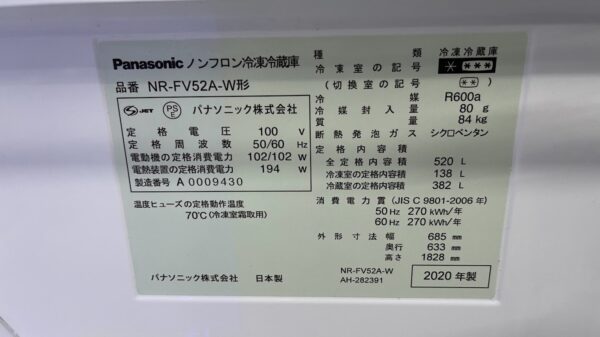 Panasonic ノンフロン冷凍冷蔵庫
品番 NR-FV52A-W形
JET PSE パナソニック株式会社
定格電圧 100 V
定格周波数 50/60 Hz
電動機の定格消費電力 102/102 W
電熱装置の定格消費電力 194 W
製造番号 A 0009430
温度ヒューズの定格動作温度
70℃(冷凍室霜取用)
パナソニック株式会社 日本製
種類 冷凍冷蔵庫
冷凍室の記号 * ***
(切換室の記号) (**)
冷媒 R600a
冷媒封入量 80g
質量 84kg
断熱発泡ガス シクロペンタン
定格内容積
全定格内容積 520 L
冷凍室の定格内容積 138 L
冷蔵室の定格内容積 382 L
消費電力量 (JIS C 9801-2006 年)
50 Hz 270 kWh/年
60 Hz 270 kWh/年
外形寸法 幅 685 mm
奥行 633 mm
高さ 1828 mm
NR-FV52A-W
AH-282391
2020 年製